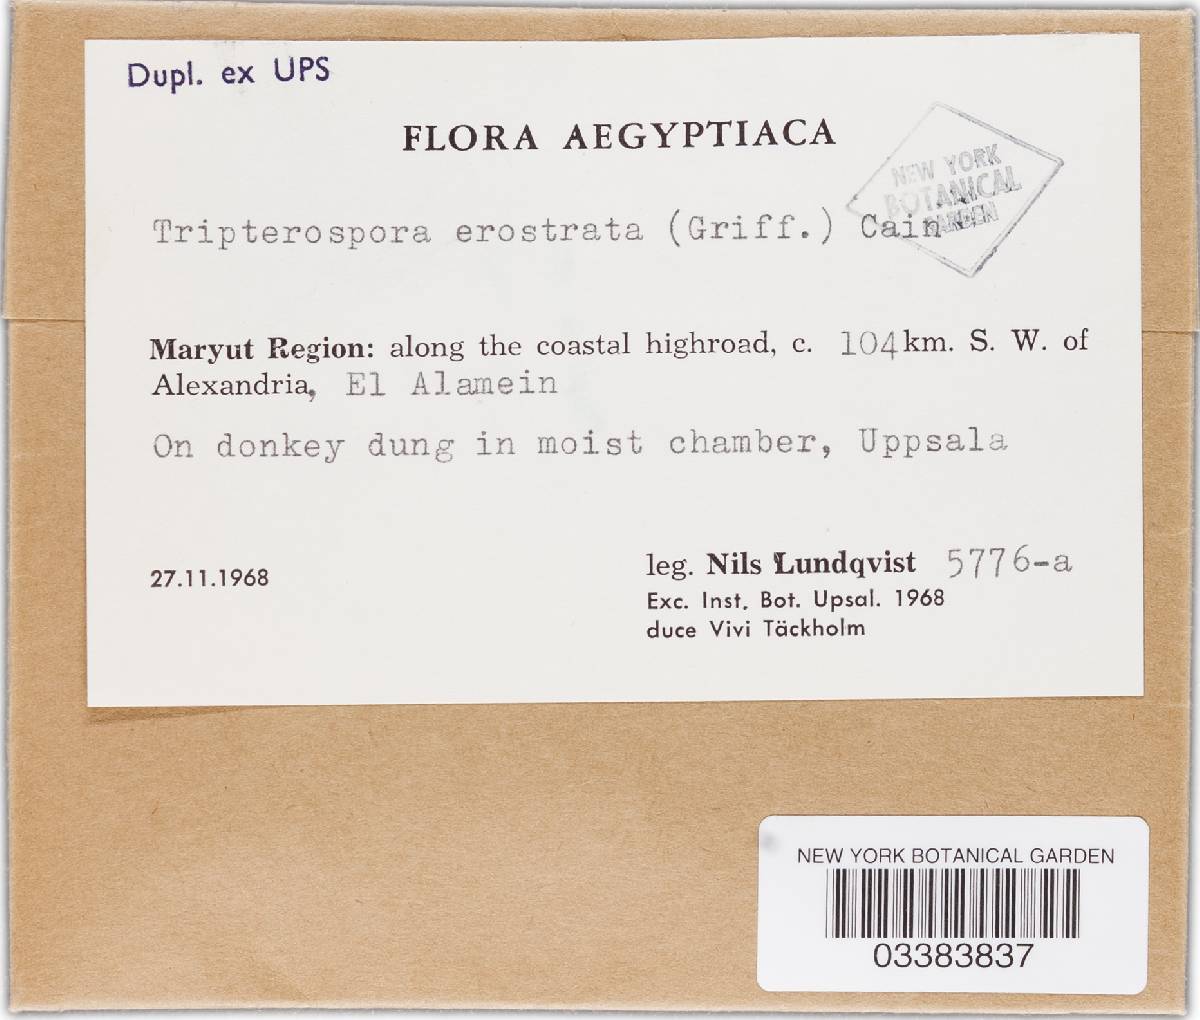 Dupl. ex UPS
FLORA AEGYPTIACA
NEW YORK
BOTANICAL
GARDEN
Tripterospora erostrata (Griff.) Cain
Maryut Region: along the coastal highroad, c. 104km. S. W. of
Alexandria, El Alamein
On donkey dung in moist chamber, Uppsala
27.11.1968
leg. Nils Lundqvist 5776-a
Exc. Inst. Bot. Upsal. 1968
duce Vivi Täckholm
NEW YORK BOTANICAL GARDEN
03383837